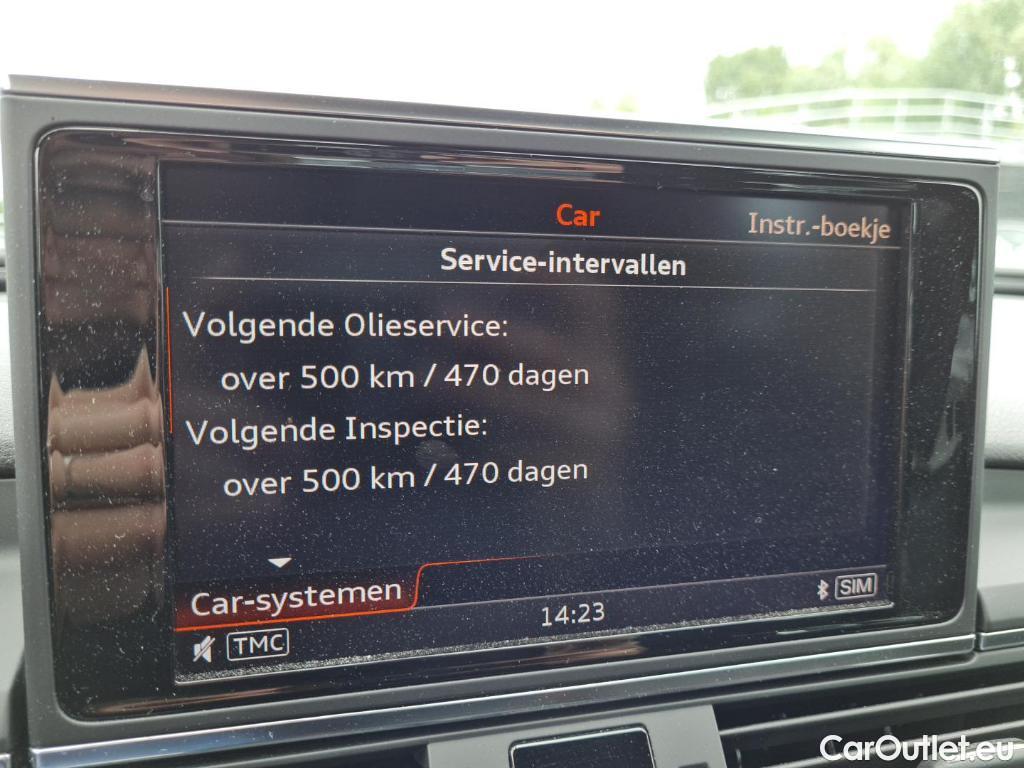 Car
Instr.-boekje
Service-intervallen
Volgende Olieservice:
over 500 km / 470 dagen
Volgende Inspectie:
over 500 km / 470 dagen
Car-systemen
SIM
14:23
TMC
CarOutlet.eu